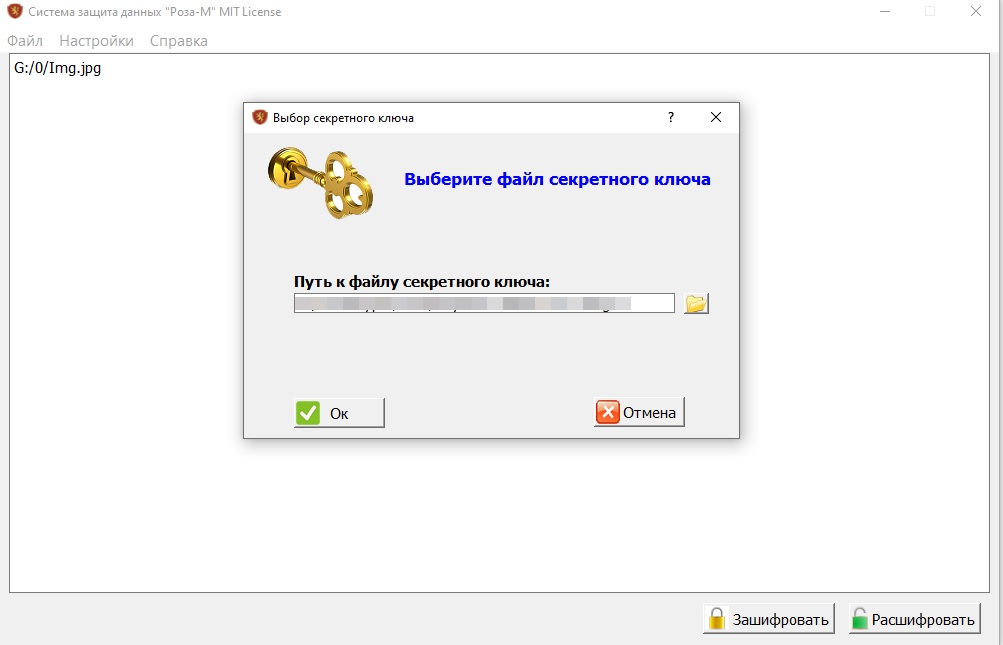 Система защита данных "Роза-М" MIT License
Файл Настройки Справка
G:/0/Img.jpg
Выбор секретного ключа
?
Выберите файл секретного ключа
Путь к файлу секретного ключа:
Ок
Отмена
Зашифровать
Расшифровать